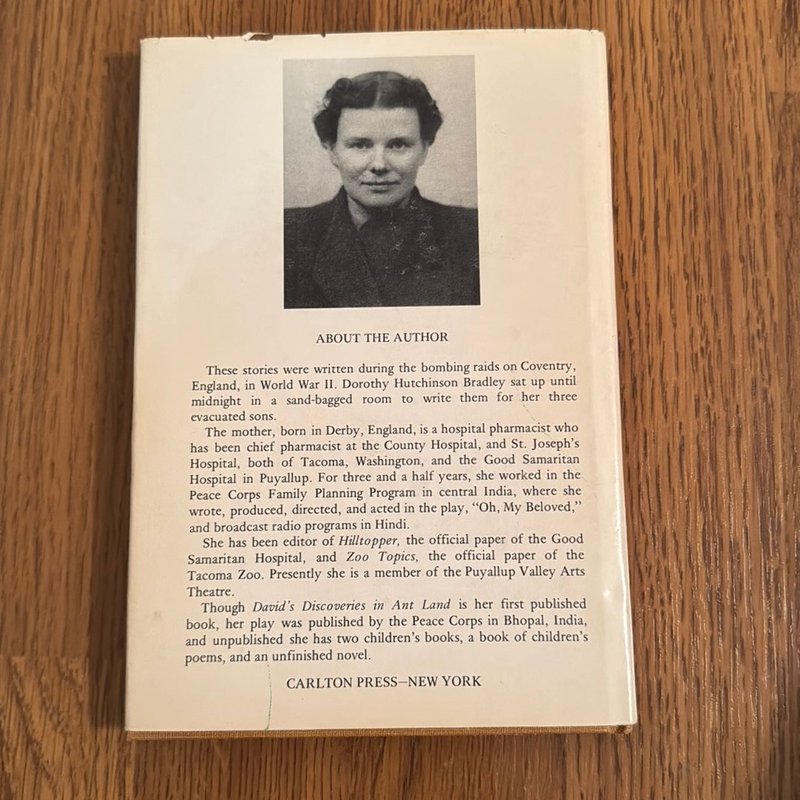 ABOUT THE AUTHOR
These stories were written during the bombing raids on Coventry,
England, in World War II. Dorothy Hutchinson Bradley sat up until
midnight in a sand-bagged room to write them for her three
evacuated sons.
The mother, born in Derby, England, is a hospital pharmacist who
has been chief pharmacist at the County Hospital, and St. Joseph's
Hospital, both of Tacoma, Washington, and the Good Samaritan
Hospital in Puyallup. For three and a half years, she worked in the
Peace Corps Family Planning Program in central India, where she
wrote, produced, directed, and acted in the play, "Oh, My Beloved,"
and broadcast radio programs in Hindi.
She has been editor of Hilltopper, the official paper of the Good
Samaritan Hospital, and Zoo Topics, the official paper of the
Tacoma Zoo. Presently she is a member of the Puyallup Valley Arts
Theatre.
Though David's Discoveries in Ant Land is her first published
book, her play was published by the Peace Corps in Bhopal, India,
and unpublished she has two children's books, a book of children's
poems, and an unfinished novel.
CARLTON PRESS—NEW YORK